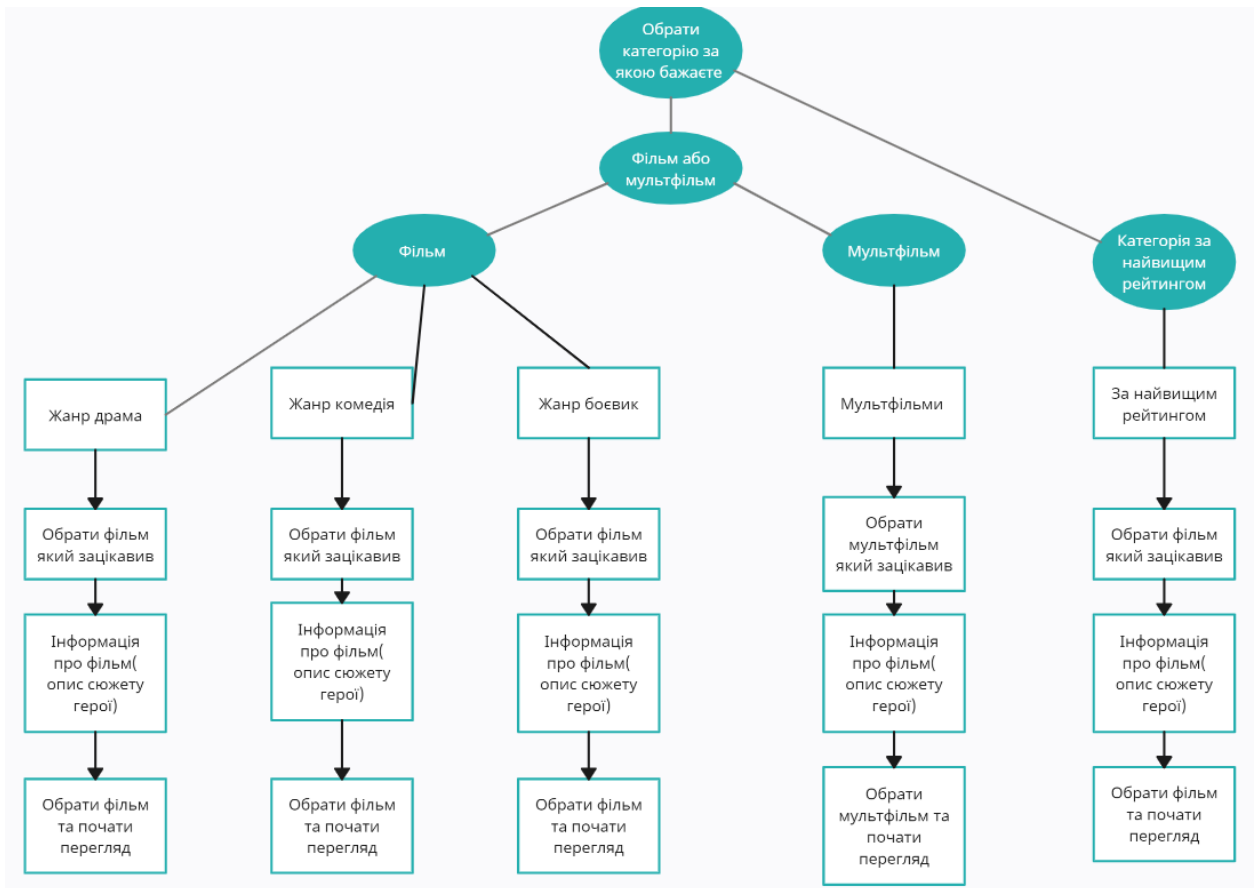 Обрати
категорію за
якою бажаєте
Фільм або
мультфільм
Фільм
Мультфільм
Категорія за
найвищим
рейтингом
Жанр драма
Жанр комедія
Жанр боєвик
Мультфільми
За найвищим
рейтингом
Обрати фільм
який зацікавив
Обрати фільм
який зацікавив
Обрати фільм
який зацікавив
Обрати
мультфільм
який зацікавив
Обрати фільм
який зацікавив
Інформація
про фільм(
опис сюжету
герої)
Інформація
про фільм(
опис сюжету
герої)
Інформація
про фільм(
опис сюжету
герої)
Інформація
про фільм(
опис сюжету
герої)
Інформація
про фільм(
опис сюжету
герої)
Обрати фільм
та почати
перегляд
Обрати фільм
та почати
перегляд
Обрати фільм
та почати
перегляд
Обрати
мультфільм та
почати
перегляд
Обрати фільм
та почати
перегляд